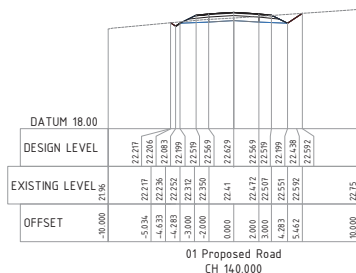 DATUM 18.00
DESIGN LEVEL 22.217 22.206 22.083 22.199 22.519 22.569 22.629 22.569 22.519 22.199 22.438 22.592
EXISTING LEVEL 21.96 22.217 22.236 22.252 22.312 22.350 22.41 22.472 22.507 22.551 22.592 22.75
OFFSET -10.000 -5.034 -4.633 -4.283 -3.000 -2.000 0.000 2.000 3.000 4.283 5.462 10.000
01 Proposed Road
CH 140.000